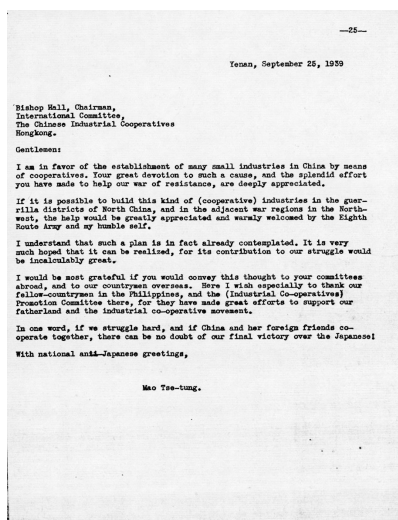 —25—
Yenan, September 25, 1939
Bishop Hall, Chairman,
International Committee,
The Chinese Industrial Cooperatives
Hongkong.
Gentlemen:
I am in favor of the establishment of many small industries in China by means
of cooperatives. Your great devotion to such a cause, and the splendid effort
you have made to help our war of resistance, are deeply appreciated.
If it is possible to build this kind of (cooperative) industries in the guer-
rilla districts of North China, and in the adjacent war regions in the North-
west, the help would be greatly appreciated and warmly welcomed by the Eighth
Route Army and my humble self.
I understand that such a plan is in fact already contemplated. It is very
much hoped that it can be realized, for its contribution to our struggle would
be incalculably great.
I would be most grateful if you would convey this thought to your committees
abroad, and to our countrymen overseas. Here I wish especially to thank our
fellow-countrymen in the Philippines, and the (Industrial Co-operatives)
Promotion Committee there, for they have made great efforts to support our
fatherland and the industrial co-operative movement.
In one word, if we struggle hard, and if China and her foreign friends co-
operate together, there can be no doubt of our final victory over the Japanese!
With national anti-Japanese greetings,
Mao Tse-tung.